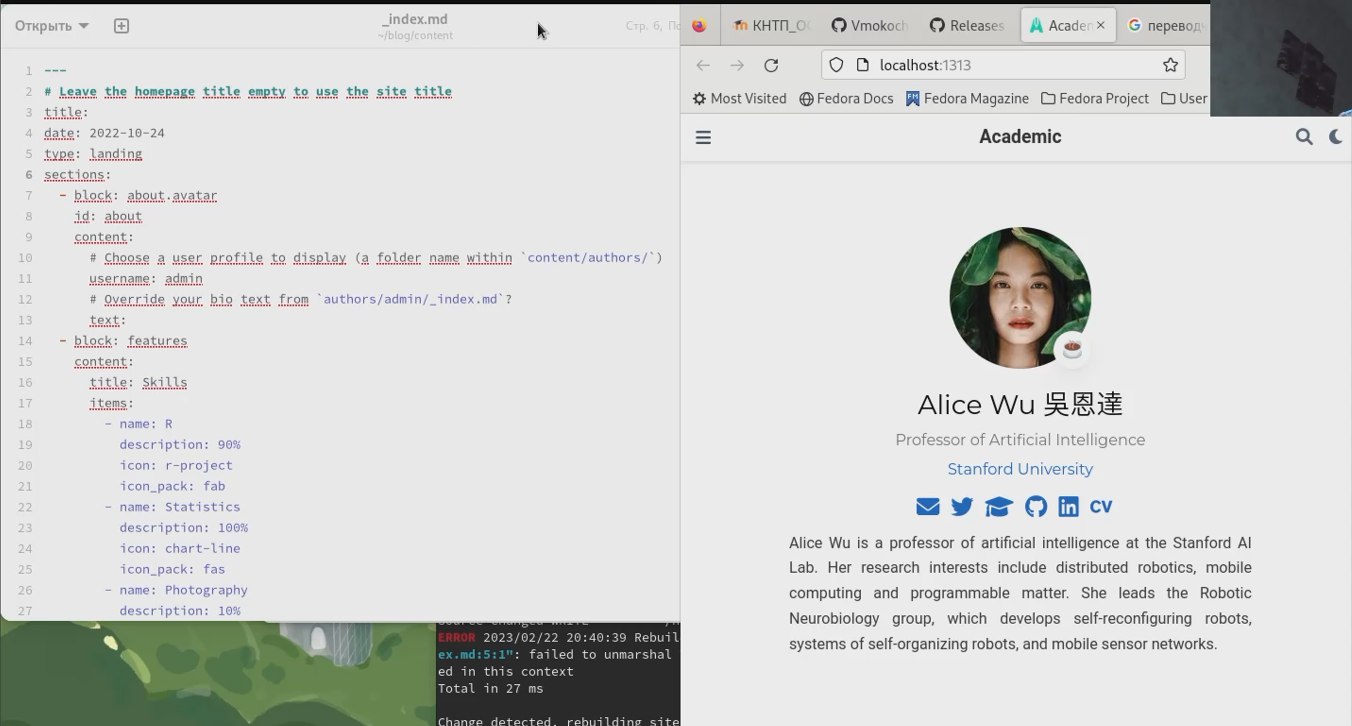 Открыть
_index.md
~/blog/content
Стр. 6,
1 ---
2 # Leave the homepage title empty to use the site title
3 title:
4 date: 2022-10-24
5 type: landing
6 sections:
7 - block: about.avatar
8 id: about
9 content:
10 # Choose a user profile to display (a folder name within `content/authors/`)
11 username: admin
12 # Override your bio text from `authors/admin/_index.md`?
13 text:
14 - block: features
15 content:
16 title: Skills
17 items:
18 - name: R
19 description: 90%
20 icon: r-project
21 icon_pack: fab
22 - name: Statistics
23 description: 100%
24 icon: chart-line
25 icon_pack: fas
26 - name: Photography
27 description: 10%
ERROR 2023/02/22 20:40:39 Rebuil
ex.md:5:1": failed to unmarshal
ed in this context
Total in 27 ms
Change detected, rebuilding site
КНТП_О
Vmokoch
Releases
Academ
перевод
localhost:1313
Most Visited Fedora Docs Fedora Magazine Fedora Project User
Academic
Alice Wu 吳恩達
Professor of Artificial Intelligence
Stanford University
CV
Alice Wu is a professor of artificial intelligence at the Stanford AI
Lab. Her research interests include distributed robotics, mobile
computing and programmable matter. She leads the Robotic
Neurobiology group, which develops self-reconfiguring robots,
systems of self-organizing robots, and mobile sensor networks.